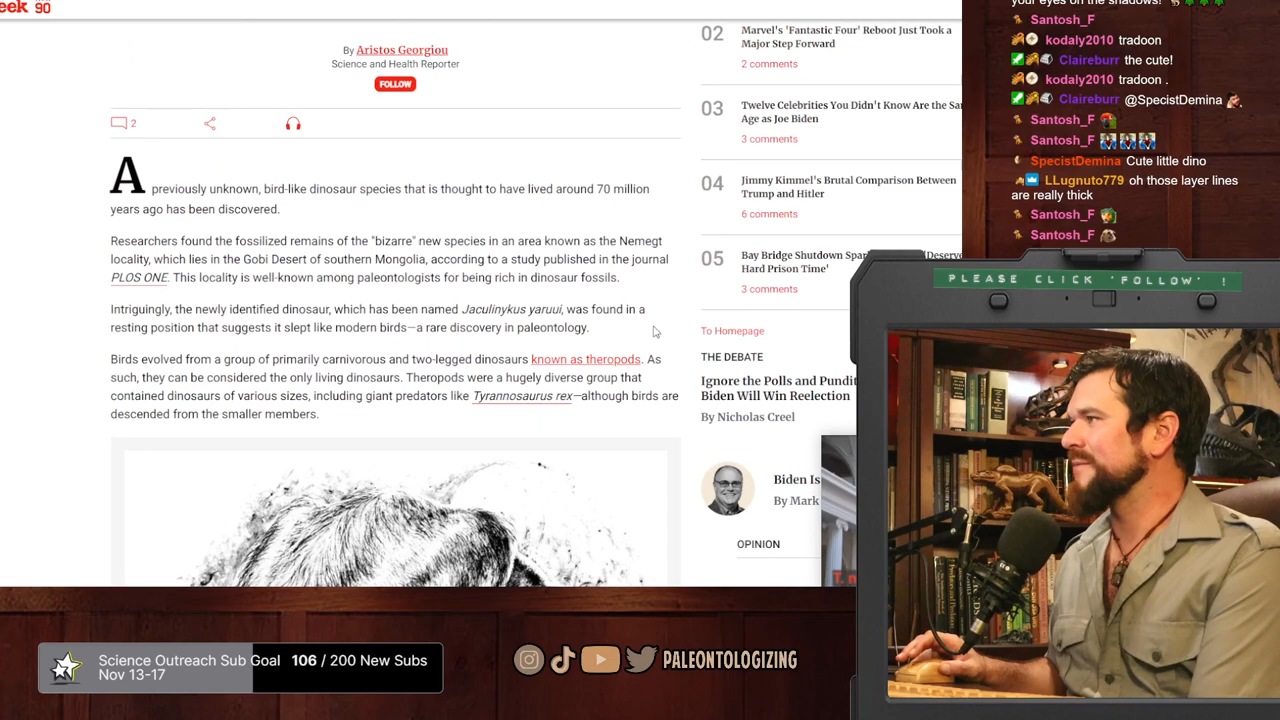 eek 90
By Aristos Georgiou
Science and Health Reporter
FOLLOW
2
A previously unknown, bird-like dinosaur species that is thought to have lived around 70 million
years ago has been discovered.
Researchers found the fossilized remains of the "bizarre" new species in an area known as the Nemegt
locality, which lies in the Gobi Desert of southern Mongolia, according to a study published in the journal
PLOS ONE. This locality is well-known among paleontologists for being rich in dinosaur fossils.
Intriguingly, the newly identified dinosaur, which has been named Jaculinykus yaruui, was found in a
resting position that suggests it slept like modern birds—a rare discovery in paleontology.
Birds evolved from a group of primarily carnivorous and two-legged dinosaurs known as theropods. As
such, they can be considered the only living dinosaurs. Theropods were a hugely diverse group that
contained dinosaurs of various sizes, including giant predators like Tyrannosaurus rex—although birds are
descended from the smaller members.
02
Marvel's 'Fantastic Four' Reboot Just Took a
Major Step Forward
2 comments
03
Twelve Celebrities You Didn't Know Are the Sa
Age as Joe Biden
3 comments
04
Jimmy Kimmel's Brutal Comparison Between
Trump and Hitler
6 comments
05
Bay Bridge Shutdown Spar Deserve
Hard Prison Time'
3 comments
To Homepage
THE DEBATE
Ignore the Polls and Pundit
Biden Will Win Reelection
By Nicholas Creel
Biden Is
By Mark
OPINION
your eyes on the shadows!
Santosh_F
kodaly2010 tradoon
Claireburr the cute!
kodaly2010 tradoon .
Claireburr @SpecistDemina
Santosh_F
Santosh_F
SpecistDemina Cute little dino
LLugnuto779 oh those layer lines
are really thick
Santosh_F
Santosh_F
PLEASE CLICK 'FOLLOW' !
Science Outreach Sub Goal 106 / 200 New Subs
Nov 13-17
PALEONTOLOGIZING